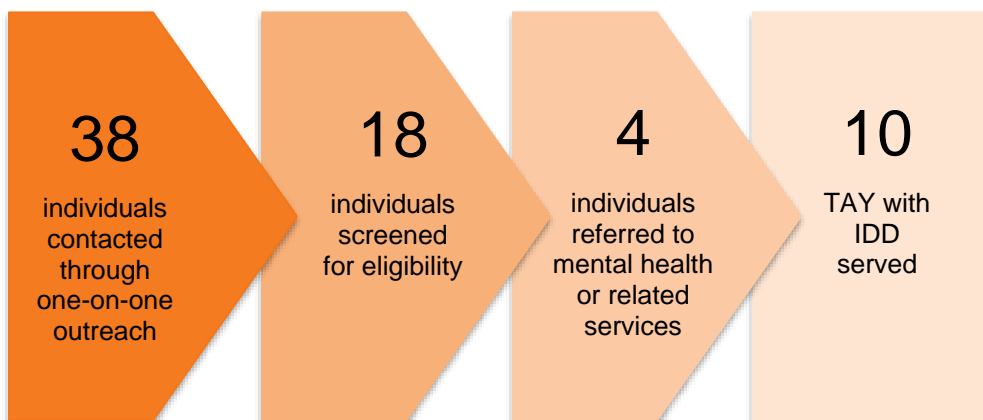 38
individuals
contacted
through
one-on-one
outreach
18
individuals
screened
for eligibility
4
individuals
referred to
mental health
or related
services
10
TAY with
IDD
served